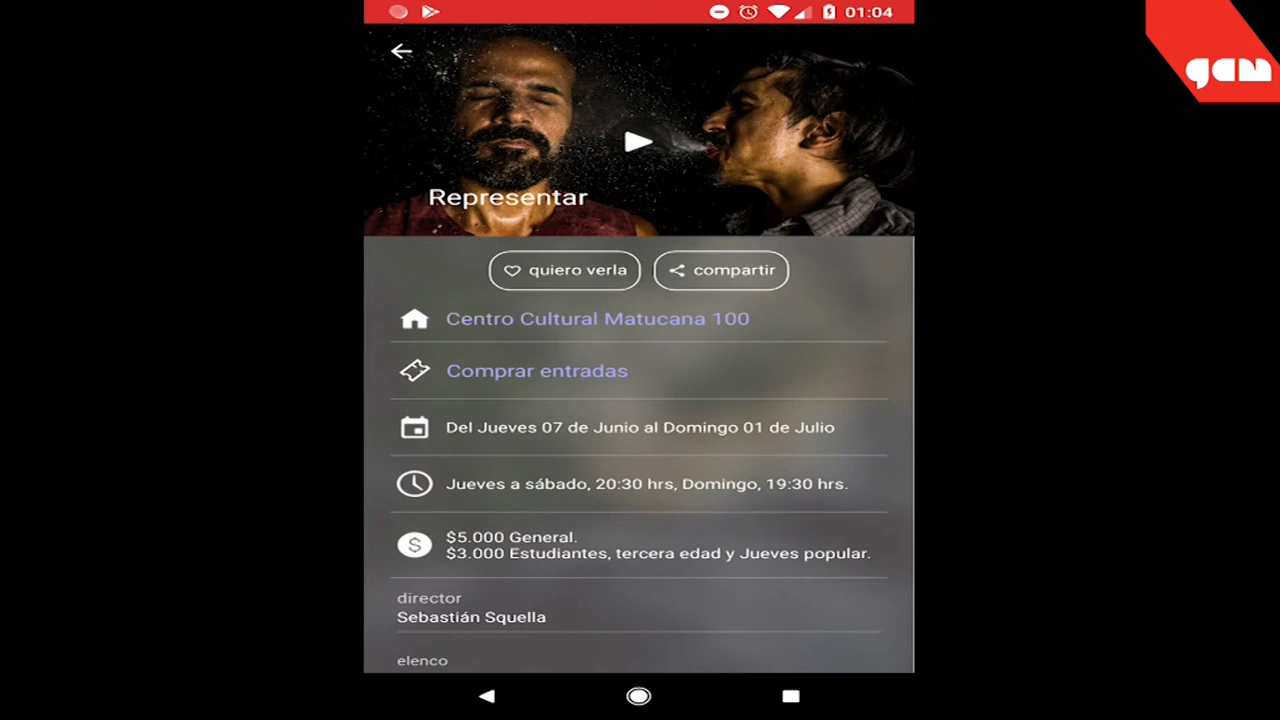 01:04
gam
Representar
quiero verla
compartir
Centro Cultural Matucana 100
Comprar entradas
Del Jueves 07 de Junio al Domingo 01 de Julio
Jueves a sábado, 20:30 hrs, Domingo, 19:30 hrs.
$5.000 General.
$3.000 Estudiantes, tercera edad y Jueves popular.
director
Sebastián Squella
elenco